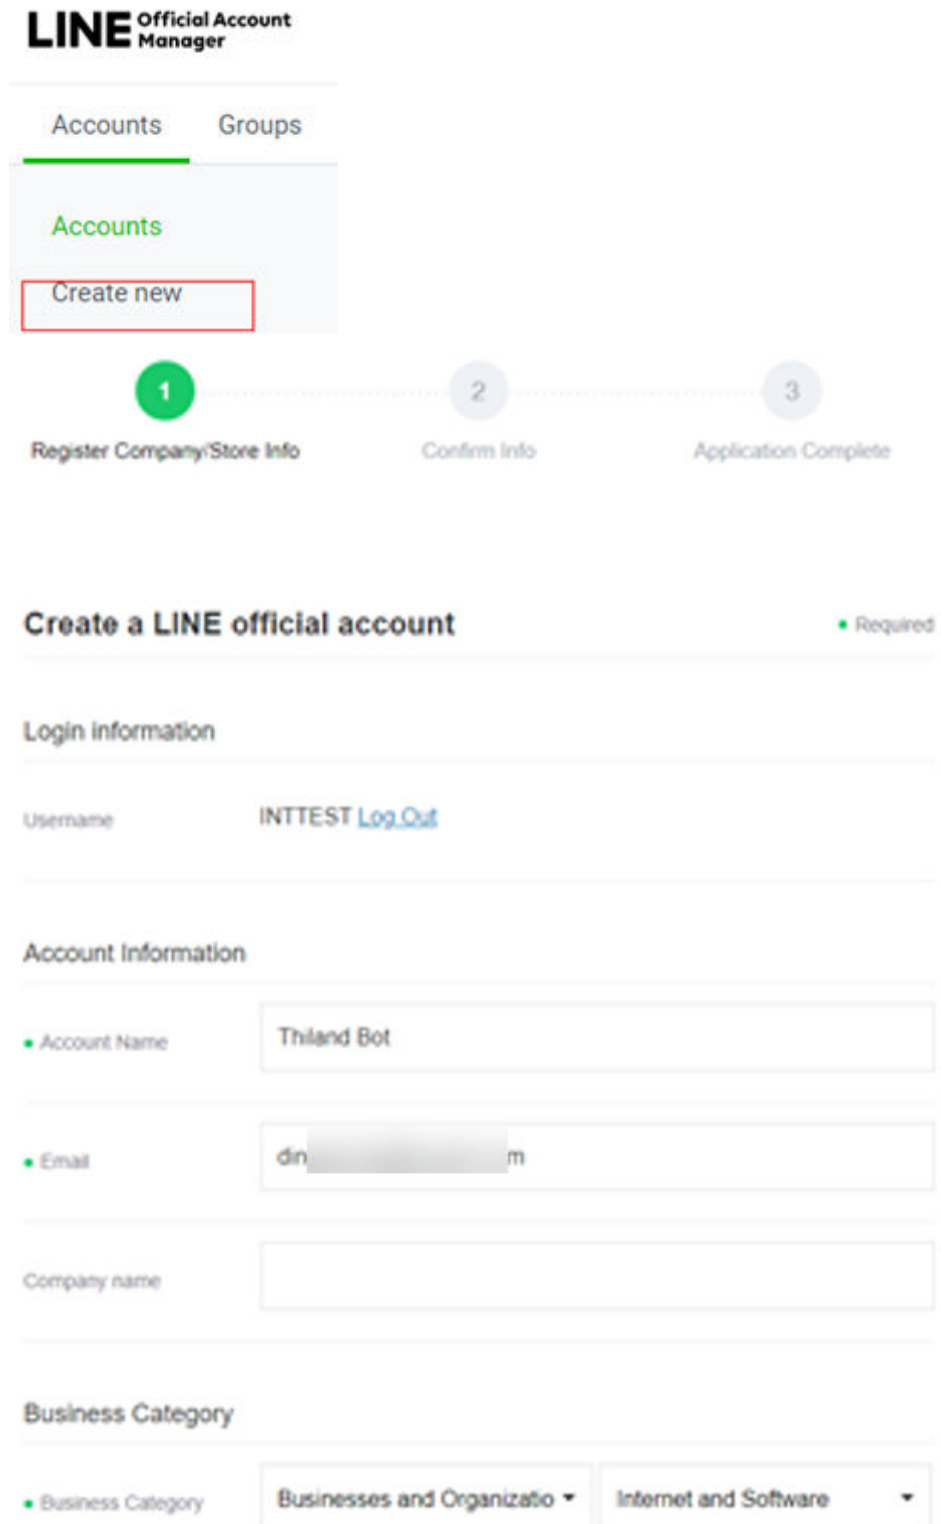 LINE Official Account Manager
Accounts Groups
Accounts
Create new
1 2 3
Register Company/Store Info Confirm Info Application Complete
Create a LINE official account Required
Login information
Username INTTEST Log Out
Account Information
Account Name Thiland Bot
Email din m
Company name
Business Category
Business Category Businesses and Organizatio Internet and Software